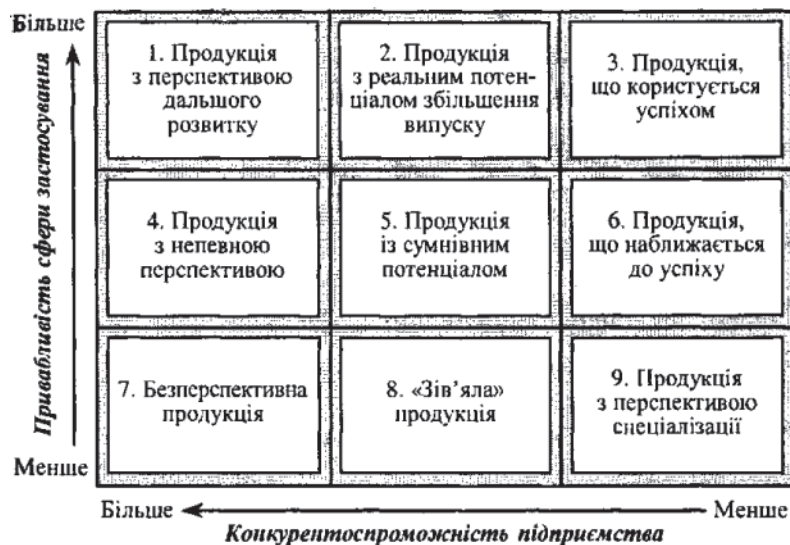 Більше
Привабливість сфери застосування
Менше
1. Продукція
з перспективою
дальшого
розвитку
2. Продукція
з реальним потен-
ціалом збільшення
випуску
3. Продукція,
що користується
успіхом
4. Продукція
з непевною
перспективою
5. Продукція
із сумнівним
потенціалом
6. Продукція,
що наближається
до успіху
7. Безперспективна
продукція
8. «Зів’яла»
продукція
9. Продукція
з перспективою
спеціалізації
Більше
Менше
Конкурентоспроможність підприємства